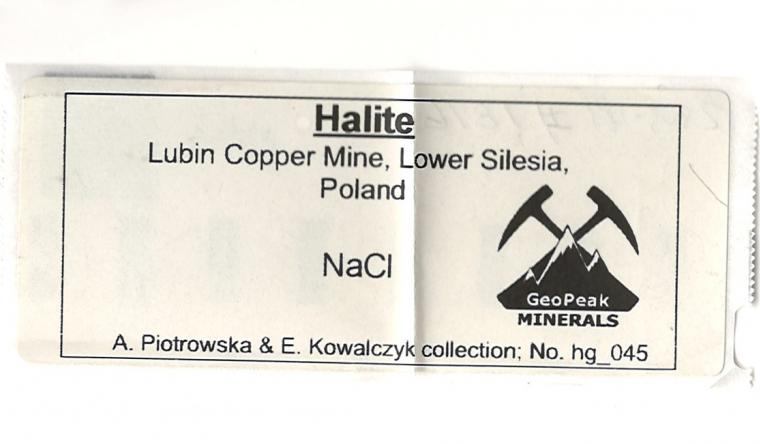 Halite
Lubin Copper Mine, Lower Silesia,
Poland
NaCl
GeoPeak
MINERALS
A. Piotrowska & E. Kowalczyk collection; No. hg_045